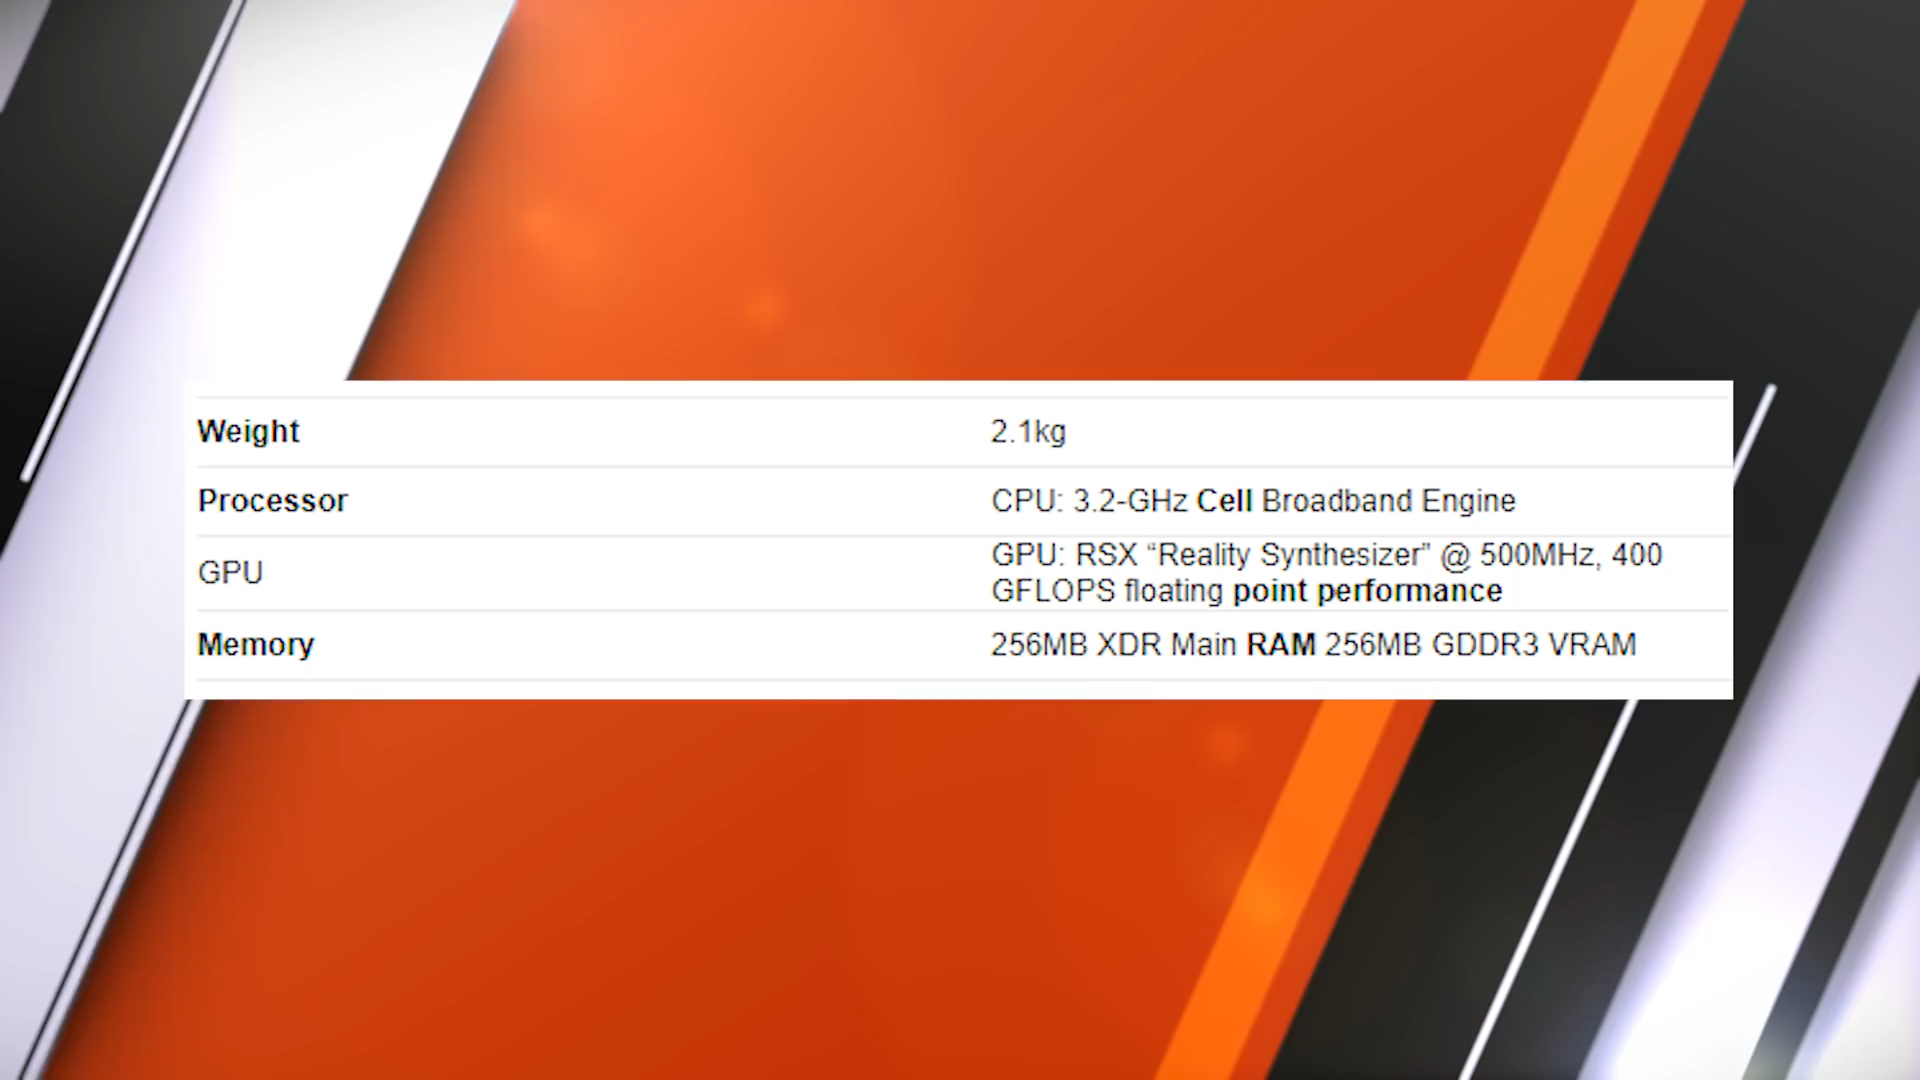 Weight 2.1kg
Processor CPU: 3.2-GHz Cell Broadband Engine
GPU GPU: RSX “Reality Synthesizer” @ 500MHz, 400
GFLOPS floating point performance
Memory 256MB XDR Main RAM 256MB GDDR3 VRAM